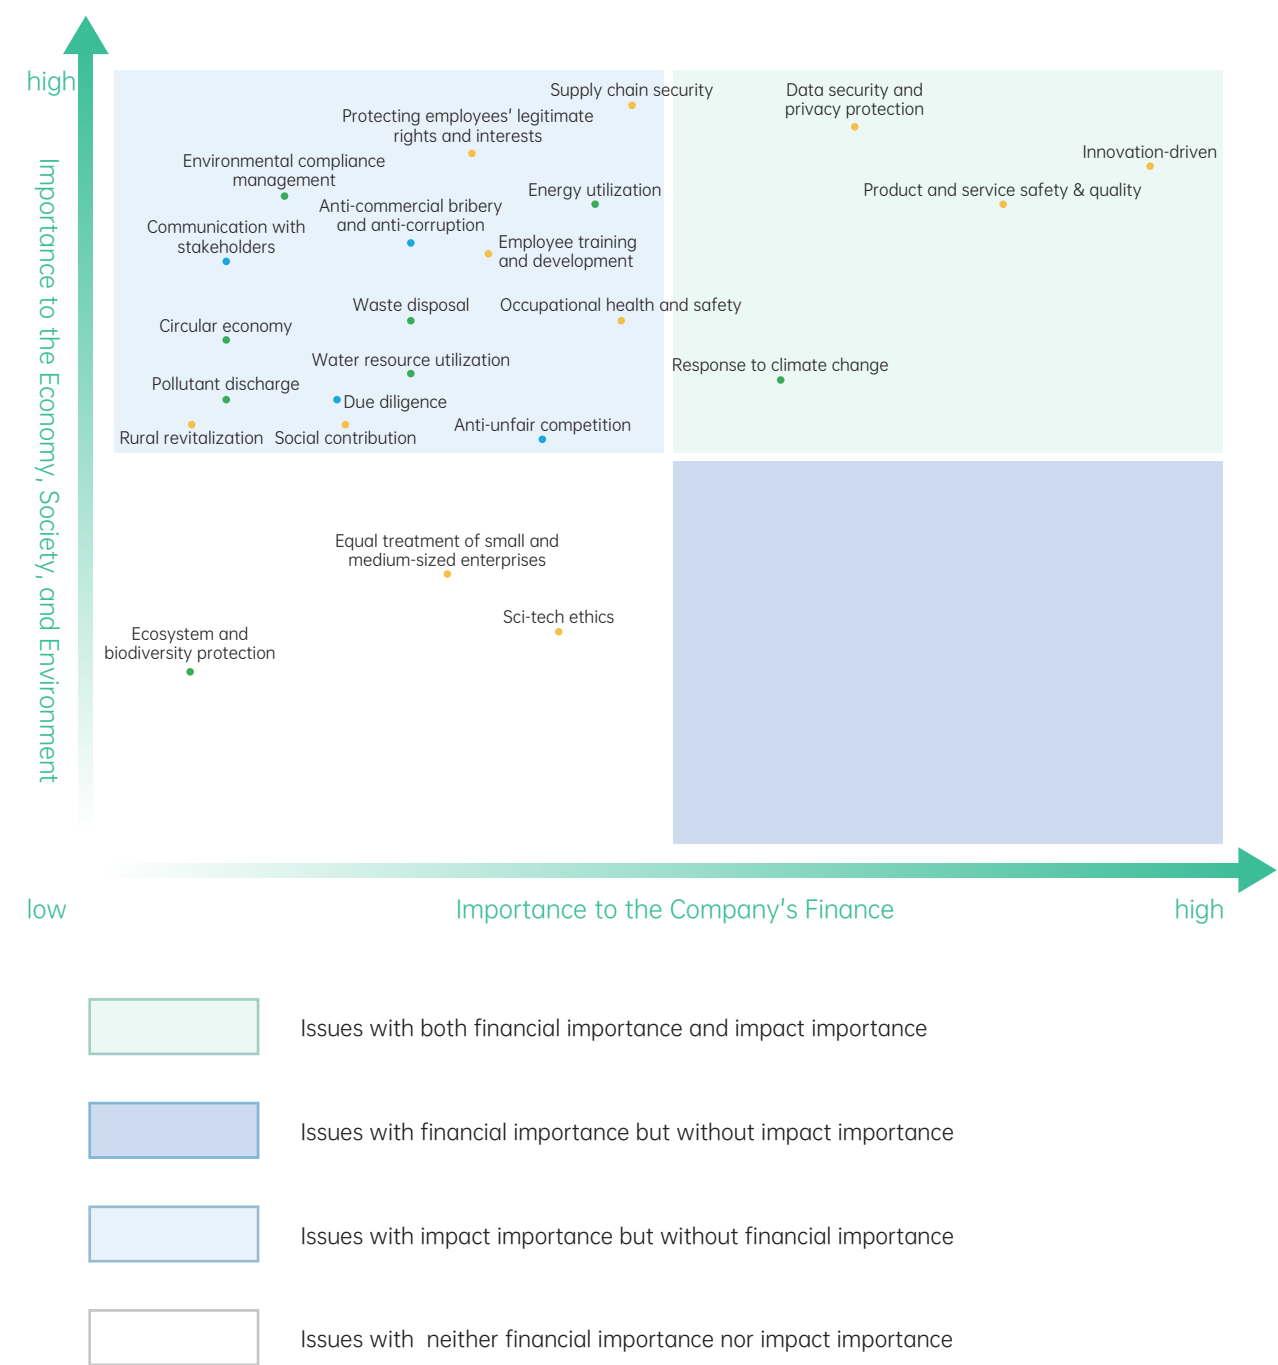 high
Supply chain security
Data security and
privacy protection
Protecting employees' legitimate
rights and interests
Innovation-driven
Environmental compliance
management
Energy utilization
Product and service safety & quality
Anti-commercial bribery
and anti-corruption
Communication with
stakeholders
Employee training
and development
Waste disposal
Occupational health and safety
Circular economy
Water resource utilization
Response to climate change
Pollutant discharge
Due diligence
Anti-unfair competition
Rural revitalization
Social contribution
Equal treatment of small and
medium-sized enterprises
Sci-tech ethics
Ecosystem and
biodiversity protection
Importance to the Economy, Society, and Environment
low
Importance to the Company's Finance
high
Issues with both financial importance and impact importance
Issues with financial importance but without impact importance
Issues with impact importance but without financial importance
Issues with neither financial importance nor impact importance